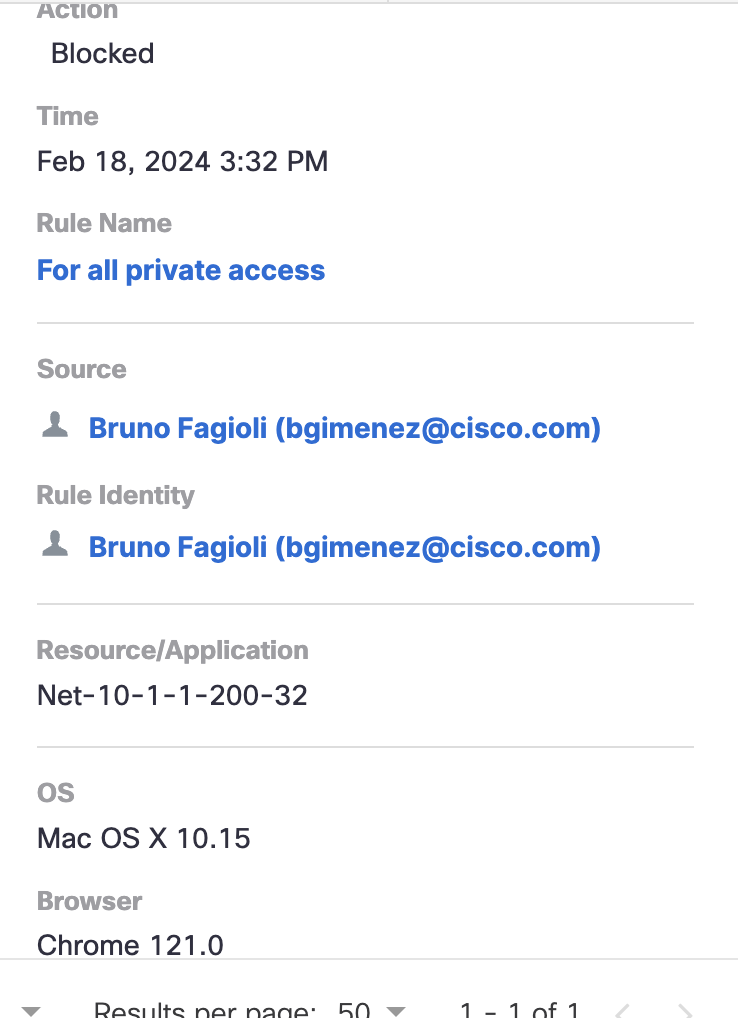 Action
Blocked
Time
Feb 18, 2024 3:32 PM
Rule Name
For all private access
Source
Bruno Fagioli (bgimenez@cisco.com)
Rule Identity
Bruno Fagioli (bgimenez@cisco.com)
Resource/Application
Net-10-1-1-200-32
OS
Mac OS X 10.15
Browser
Chrome 121.0
Results per page: 50 1 - 1 of 1